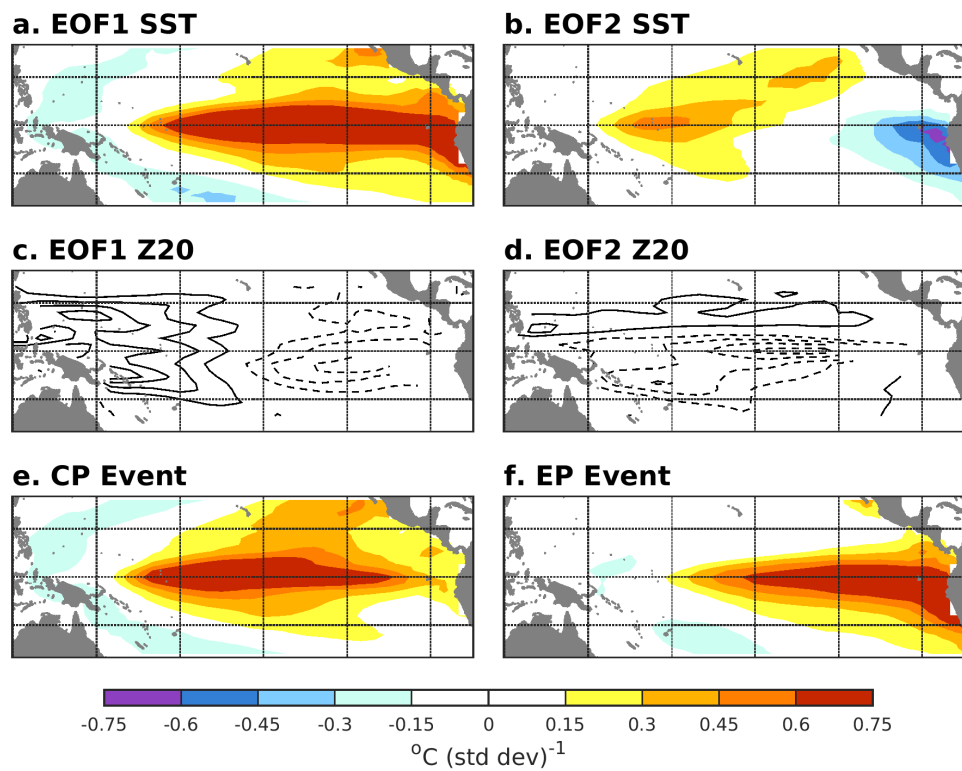 a. EOF1 SST
b. EOF2 SST
c. EOF1 Z20
d. EOF2 Z20
e. CP Event
f. EP Event
-0.75 -0.6 -0.45 -0.3 -0.15 0 0.15 0.3 0.45 0.6 0.75
°C (std dev)⁻¹